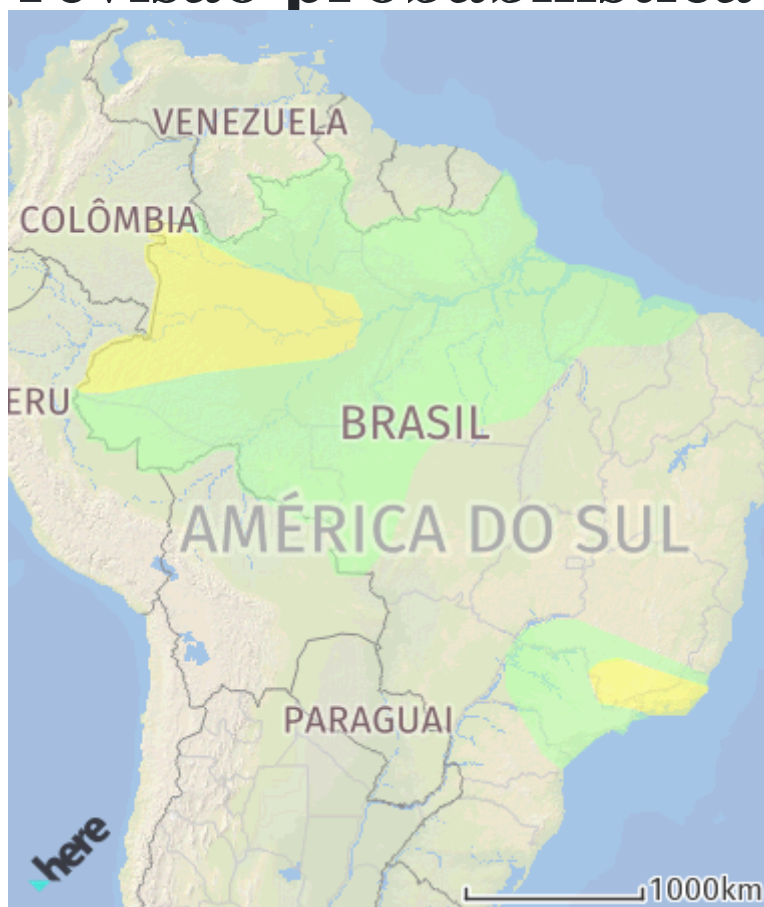 VENEZUELA
COLÔMBIA
ERU
BRASIL
AMÉRICA DO SUL
PARAGUAI
here
1000km